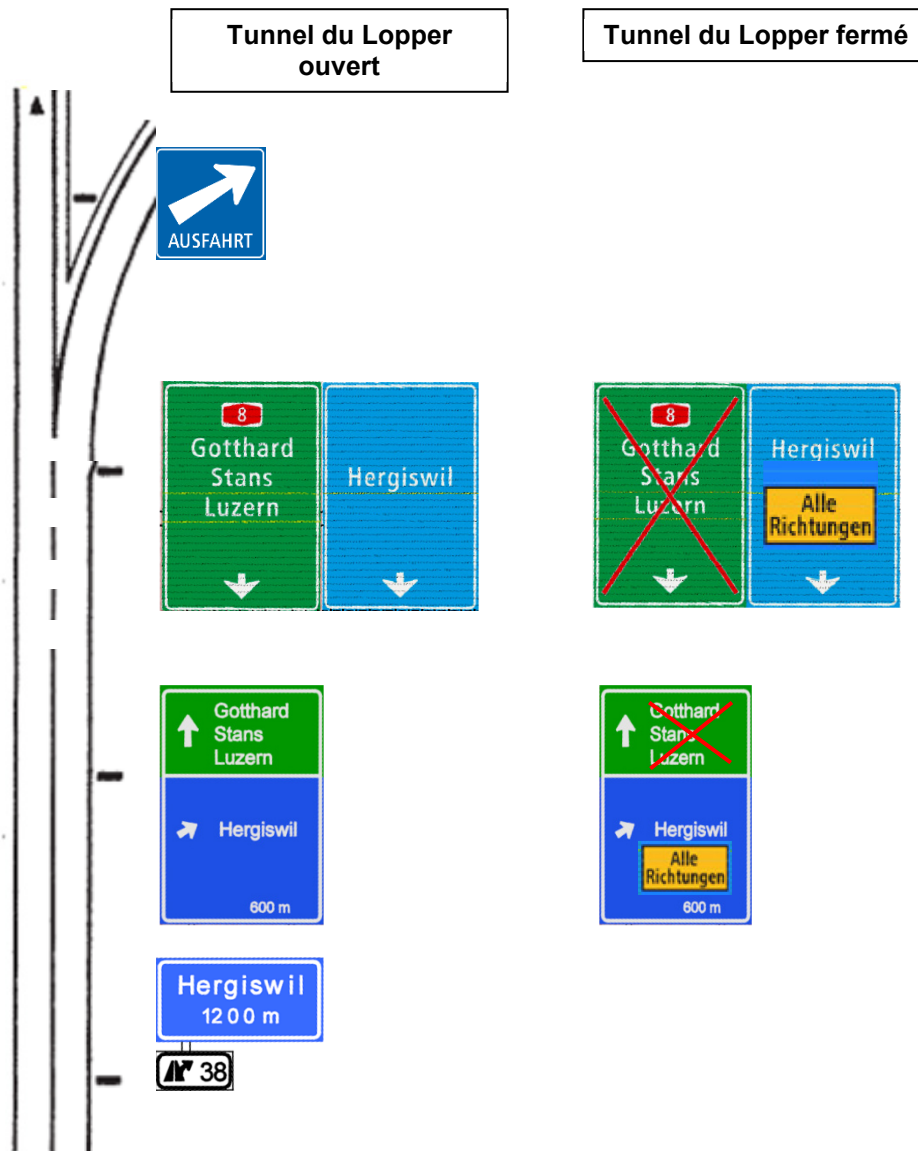 Tunnel du Lopper
ouvert
Tunnel du Lopper fermé
AUSFAHRT
8
Gotthard
Stans
Luzern
Hergiswil
8
Gotthard
Stans
Luzern
Hergiswil
Alle
Richtungen
Gotthard
Stans
Luzern
Hergiswil
600 m
Gotthard
Stans
Luzern
Hergiswil
Alle
Richtungen
600 m
Hergiswil
1200 m
38